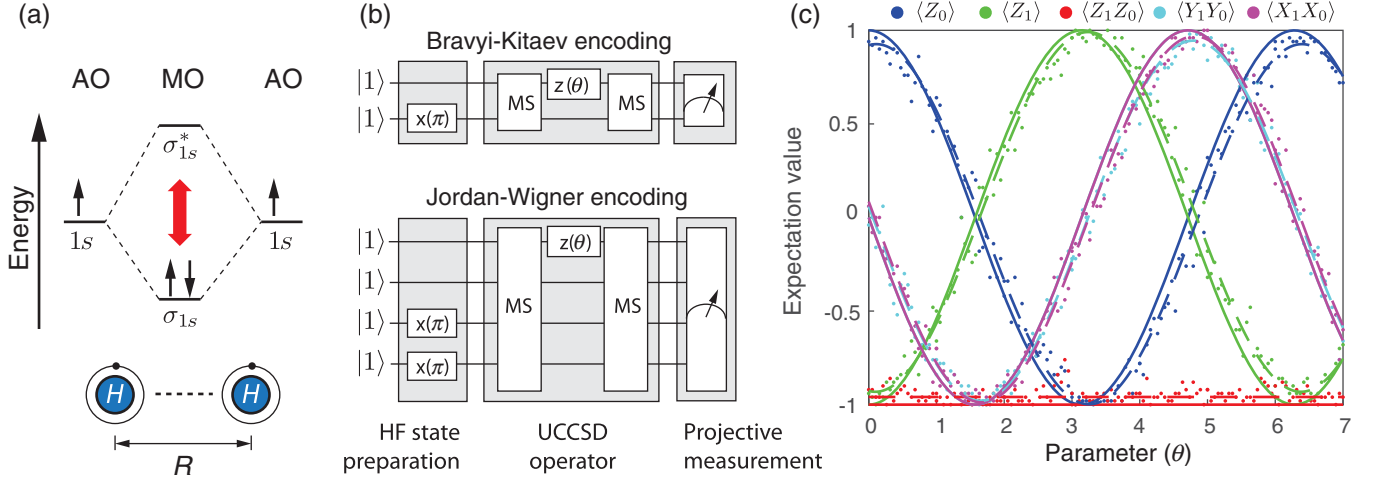 (a)
AO MO AO
Energy
σ*1s
1s 1s
σ1s
H H
R
(b)
Bravyi-Kitaev encoding
|1⟩ MS z(θ) MS
|1⟩ x(π)
Jordan-Wigner encoding
|1⟩ MS z(θ) MS
|1⟩
|1⟩ x(π)
|1⟩ x(π)
HF state preparation
UCCSD operator
Projective measurement
(c)
⟨Z0⟩ ⟨Z1⟩ ⟨Z1Z0⟩ ⟨Y1Y0⟩ ⟨X1X0⟩
Expectation value
1
0.5
0
-0.5
-1
0 1 2 3 4 5 6 7
Parameter (θ)